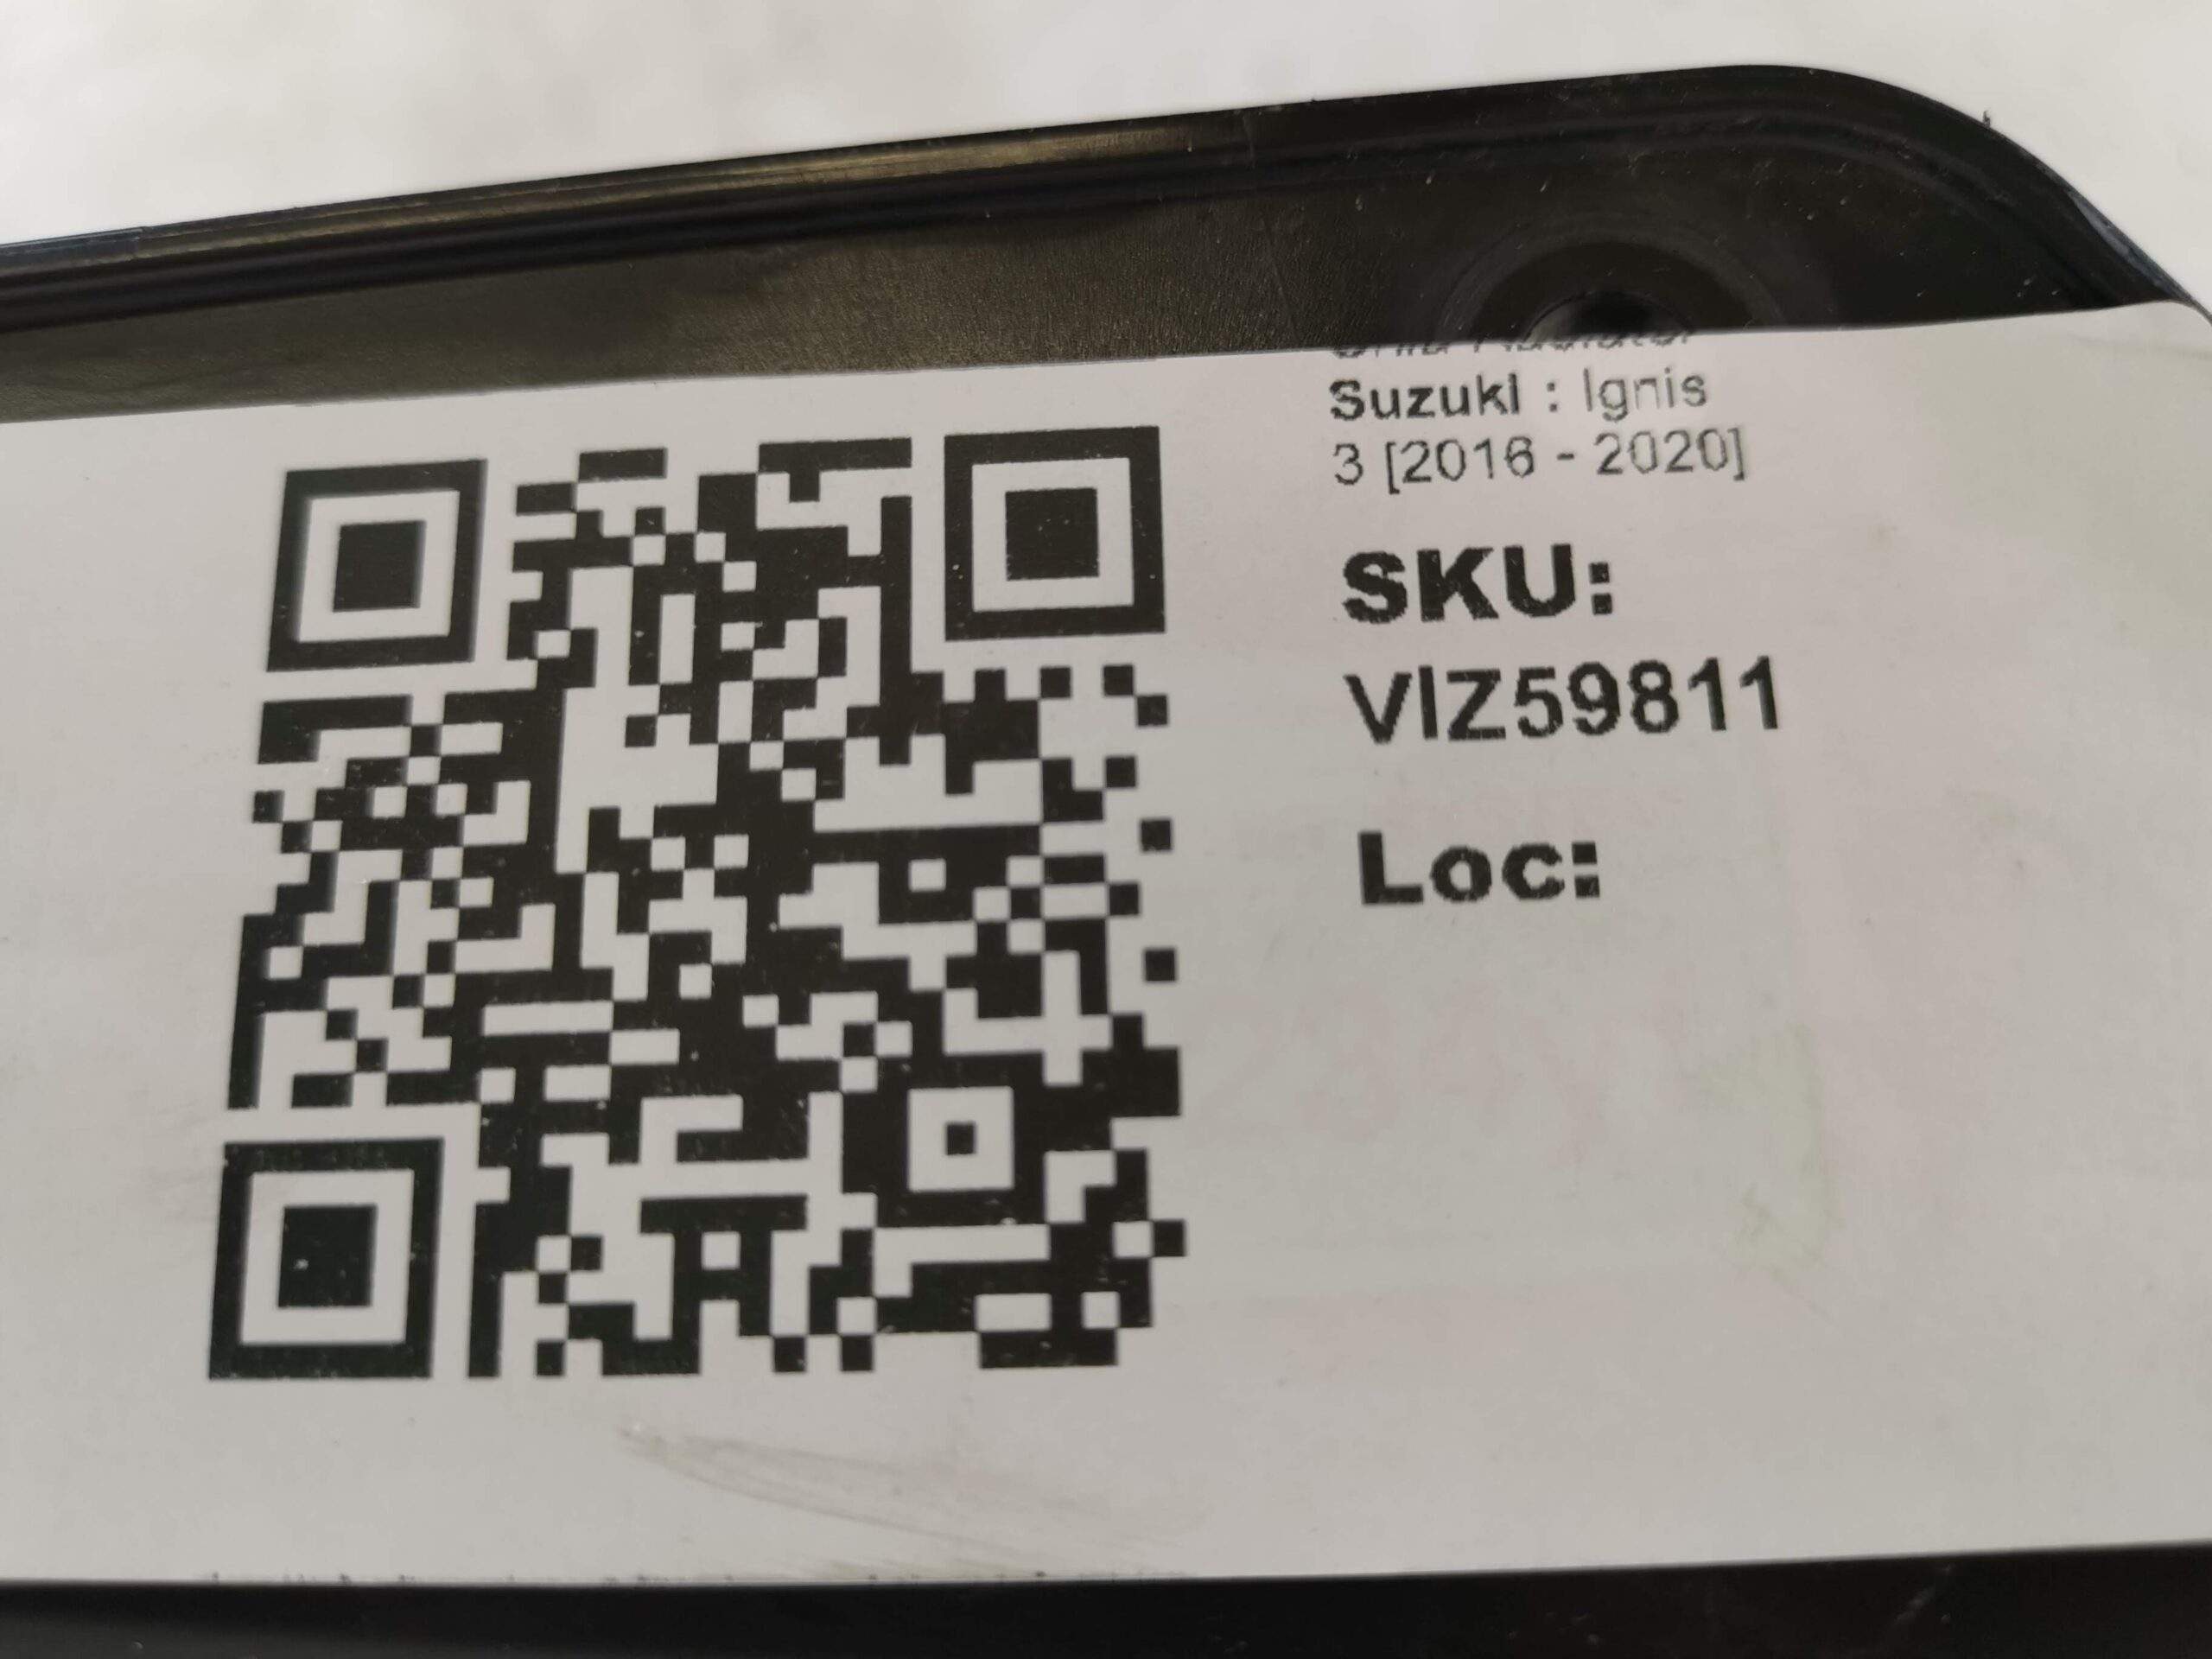 Suzuki : Ignis
3 [2016 - 2020]
SKU:
VIZ59811
Loc: